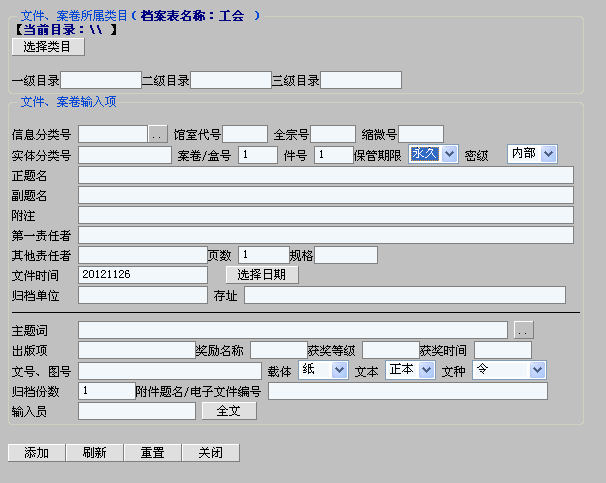 文件、案卷所属类目( 档案表名称：工会 )
【当前目录：\\ 】
选择类目
一级目录 二级目录 三级目录
文件、案卷输入项
信息分类号 .. 馆室代号 全宗号 缩微号
实体分类号 案卷/盒号 1 件号 1 保管期限 永久 密级 内部
正题名
副题名
附注
第一责任者
其他责任者 页数 1 规格
文件时间 20121126 选择日期
归档单位 存址
主题词 ..
出版项 奖励名称 获奖等级 获奖时间
文号、图号 载体 纸 文本 正本 文种 令
归档份数 1 附件题名/电子文件编号
输入员 全文
添加 刷新 重置 关闭